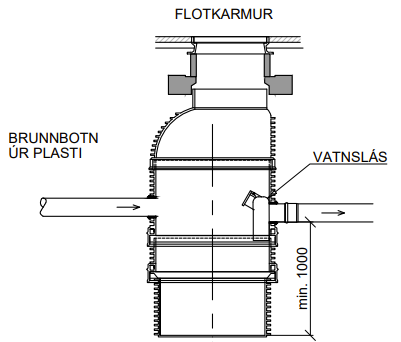 FLOTKARMUR
BRUNNBOTN
ÚR PLASTI
VATNSLÁS
min. 1000